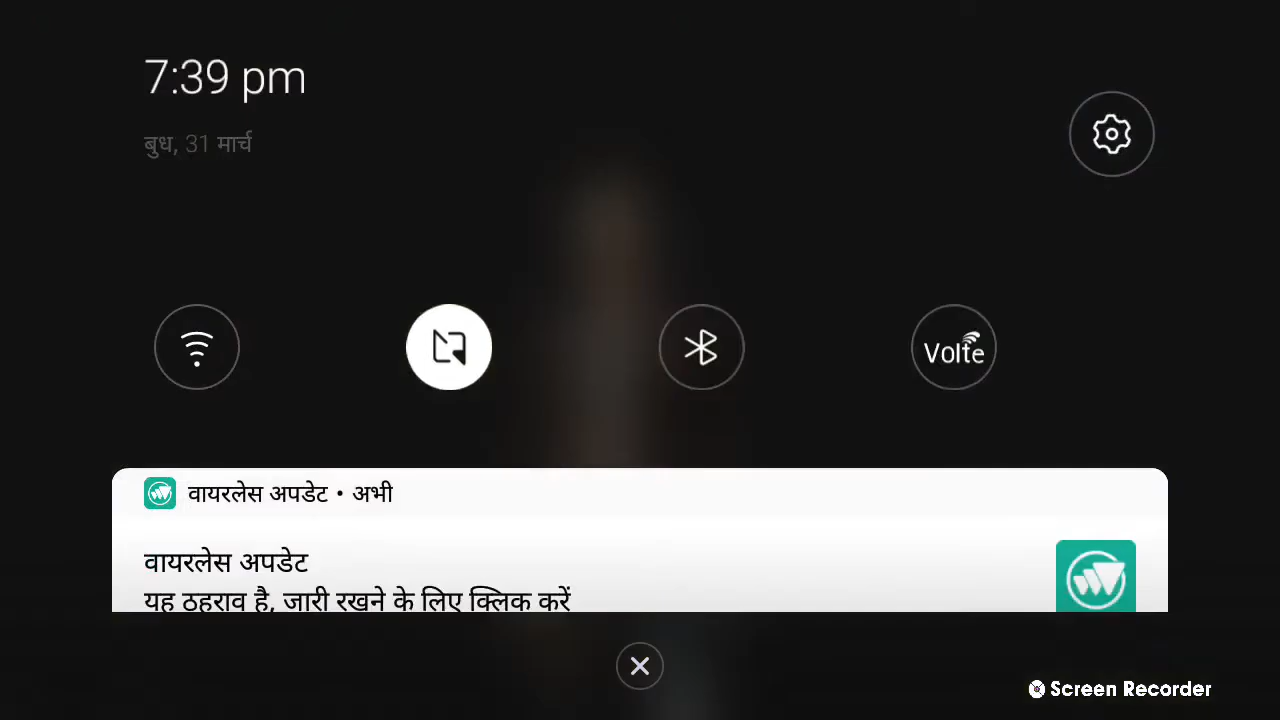 7:39 pm
बुध, 31 मार्च
Volte
वायरलेस अपडेट • अभी
वायरलेस अपडेट
यह ठहराव है, जारी रखने के लिए क्लिक करें
Screen Recorder